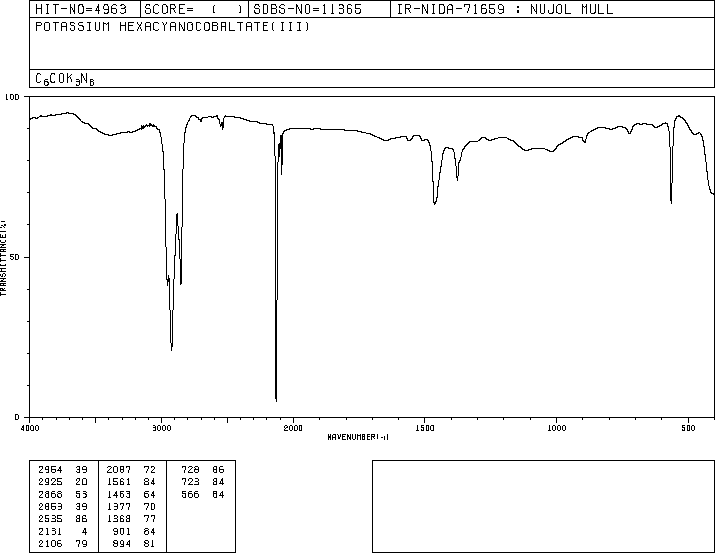 HIT-NO=4963 SCORE= ( ) SDBS-NO=11365 IR-NIDA-71659 : NUJOL MULL
POTASSIUM HEXACYANOCOBALTATE(III)
C6COK3N6
100
50
0
TRANSMITTANCE(%)
4000 3000 2000 1500 1000 500
WAVENUMBER(-1)
2954 39 2087 72 728 86
2925 20 1561 84 723 84
2868 53 1463 64 566 64
2853 39 1377 70
2535 86 1368 77
2131 4 901 84
2106 79 894 81